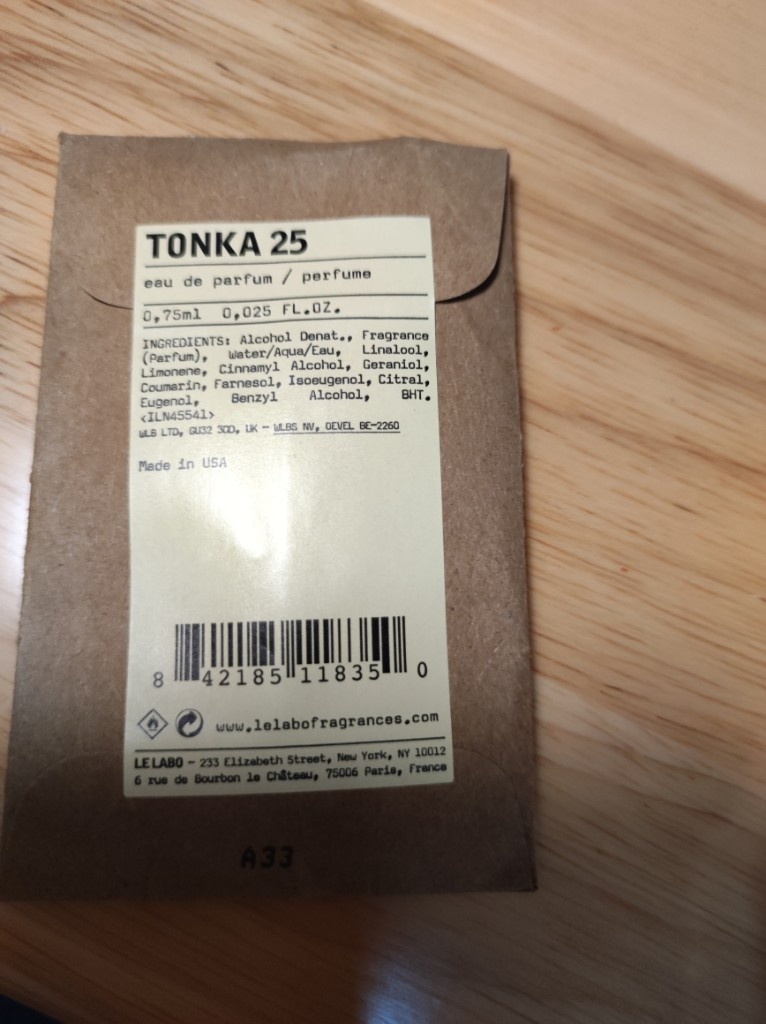 TONKA 25
eau de parfum / perfume
0,75ml 0,025 FL.OZ.
INGREDIENTS: Alcohol Denat., Fragrance
(Parfum), Water/Aqua/Eau, Linalool,
Limonene, Cinnamyl Alcohol, Geraniol,
Coumarin, Farnesol, Isoeugenol, Citral,
Eugenol, Benzyl Alcohol, BHT.
<ILN45541>
WLB LTD, GU32 3QD, UK - WLBS NV, OEVEL BE-2260
Made in USA
8 42185 11835 0
www.lelabofragrances.com
LE LABO - 233 Elizabeth Street, New York, NY 10012
6 rue de Bourbon le Château, 75006 Paris, France
A33